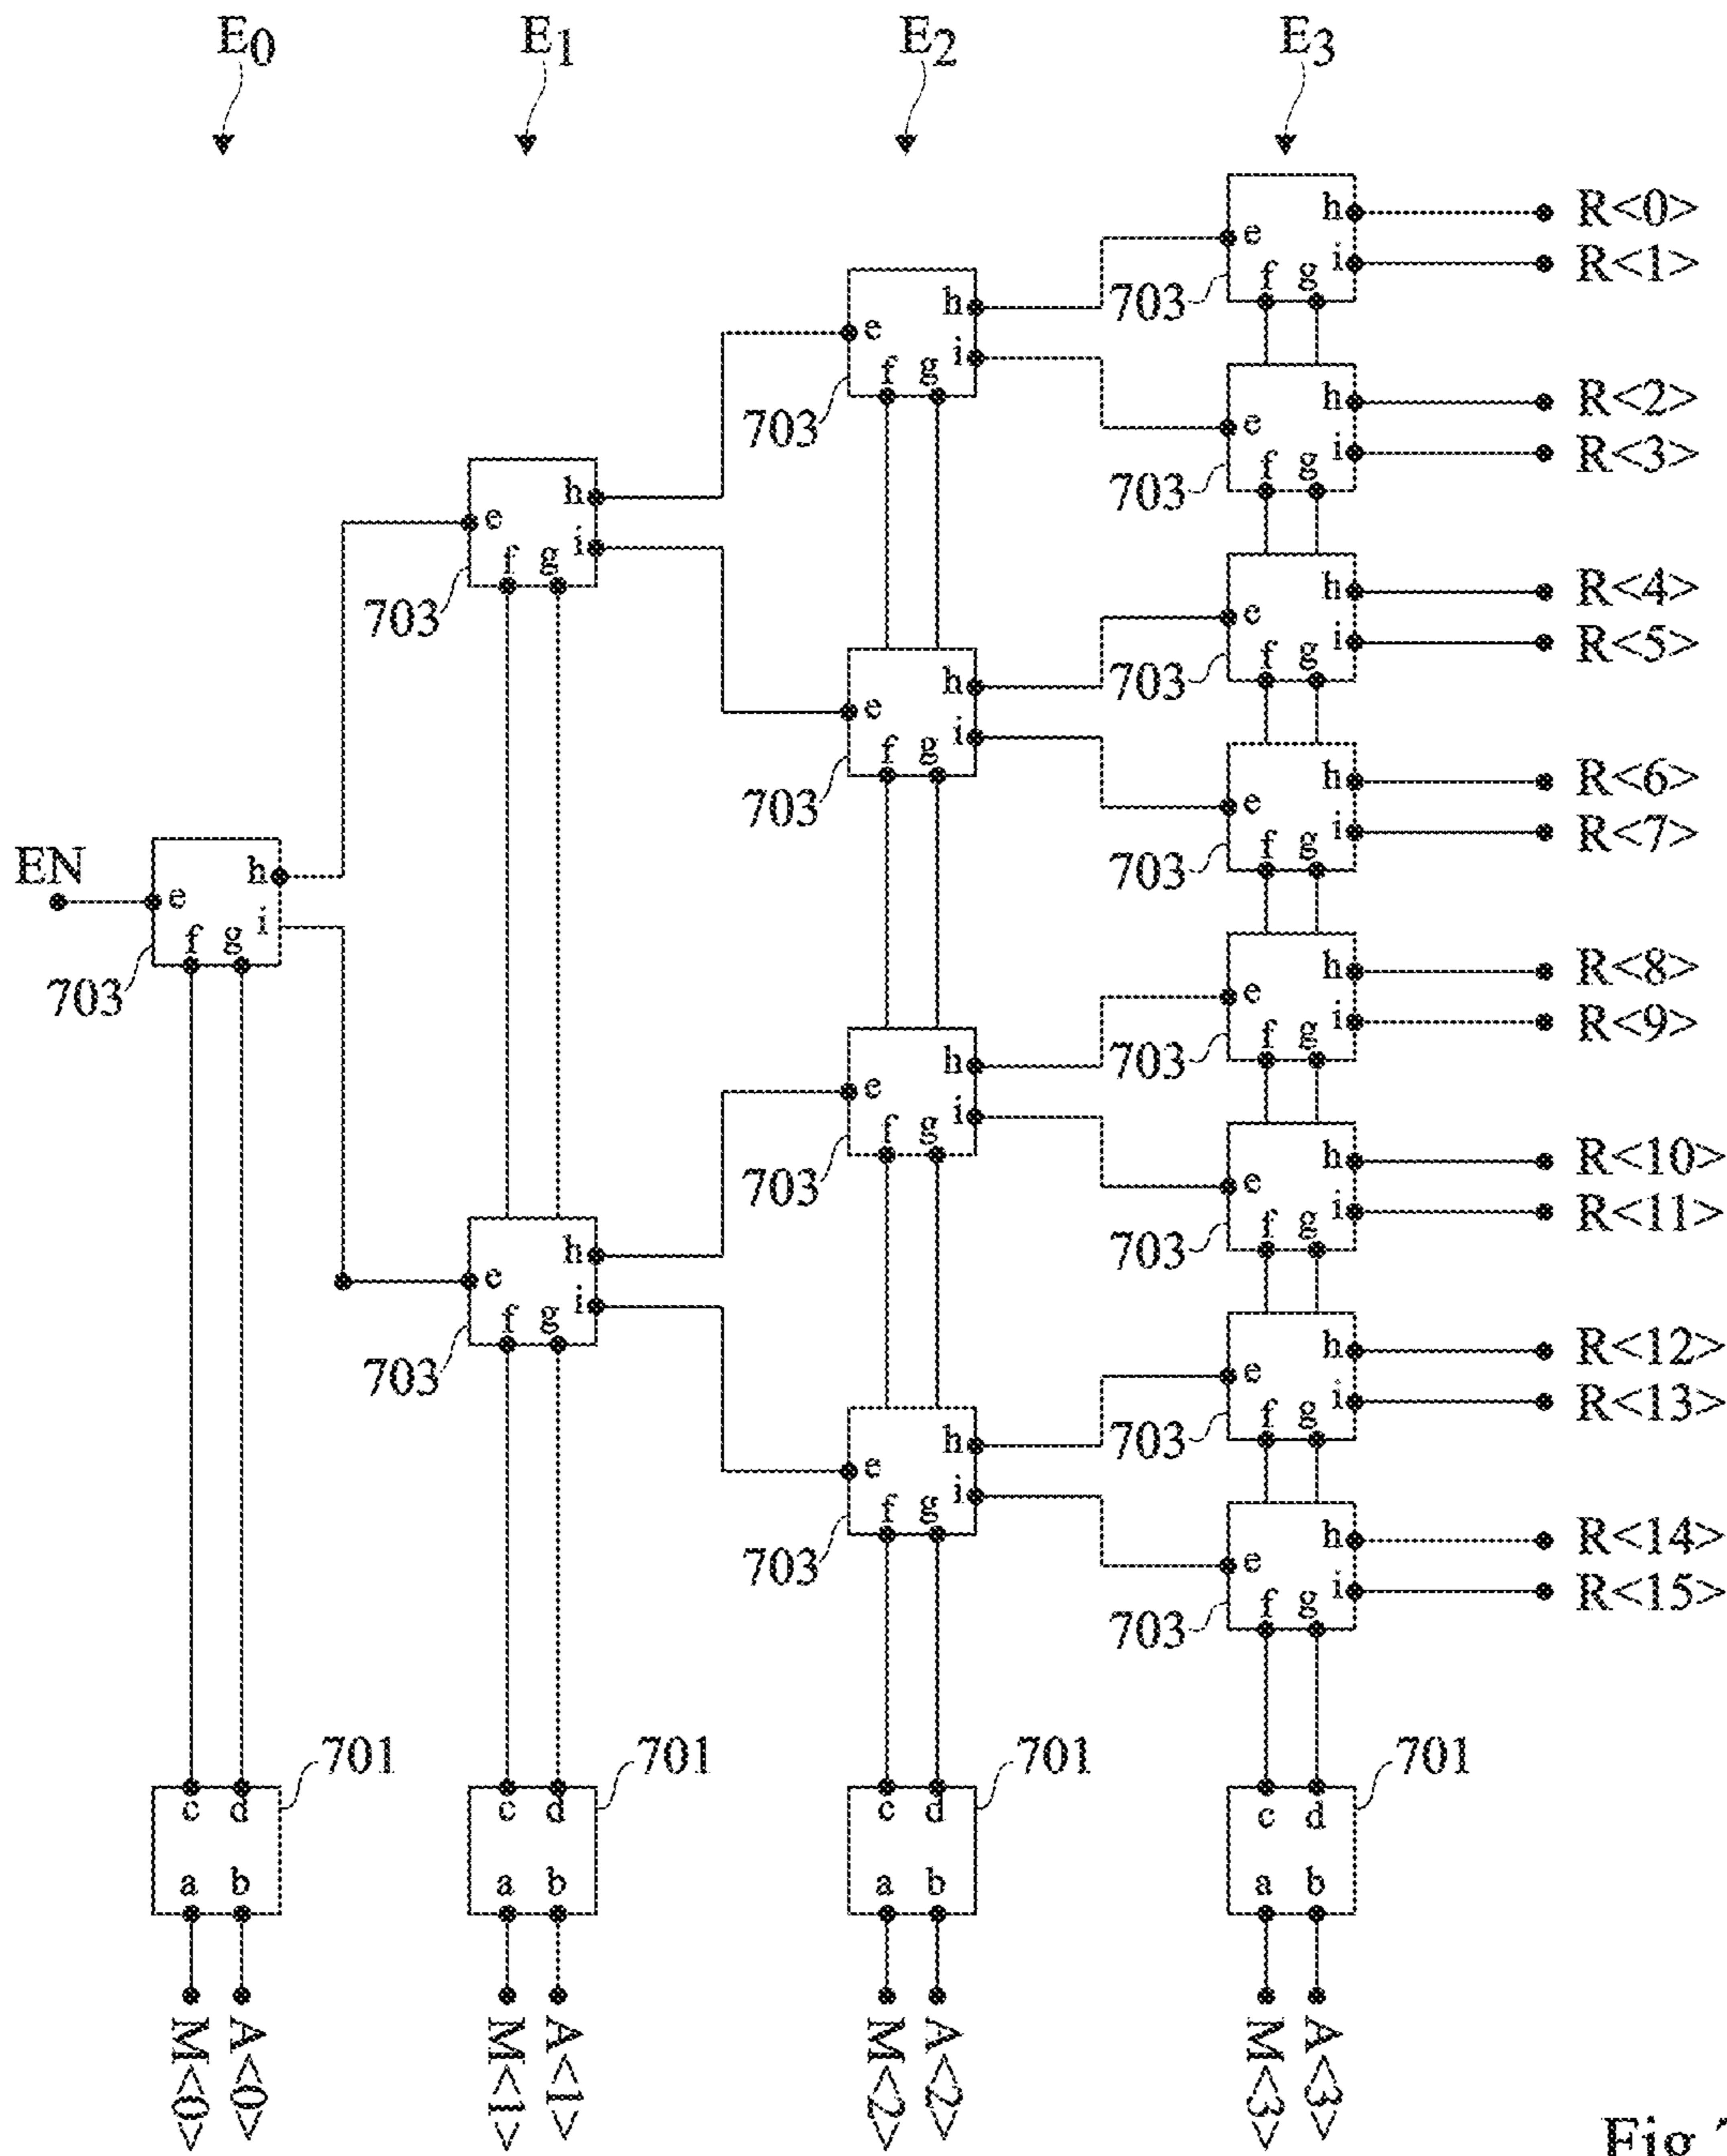 E0 E1 E2 E3
h R<0>
e i R<1>
f g
703
h R<2>
e i R<3>
f g
703
h R<4>
e i R<5>
f g
703
h R<6>
e i R<7>
f g
703
h R<8>
e i R<9>
f g
703
h R<10>
e i R<11>
f g
703
h R<12>
e i R<13>
f g
703
h R<14>
e i R<15>
f g
703
h
e i
f g
703
h
e i
f g
703
h
e i
f g
703
h
e i
f g
703
h
e i
f g
703
h
e i
f g
703
EN
h
e i
f g
703
701 701 701 701
c d c d c d c d
a b a b a b a b
M<0> A<0> M<1> A<1> M<2> A<2> M<3> A<3>
Fig